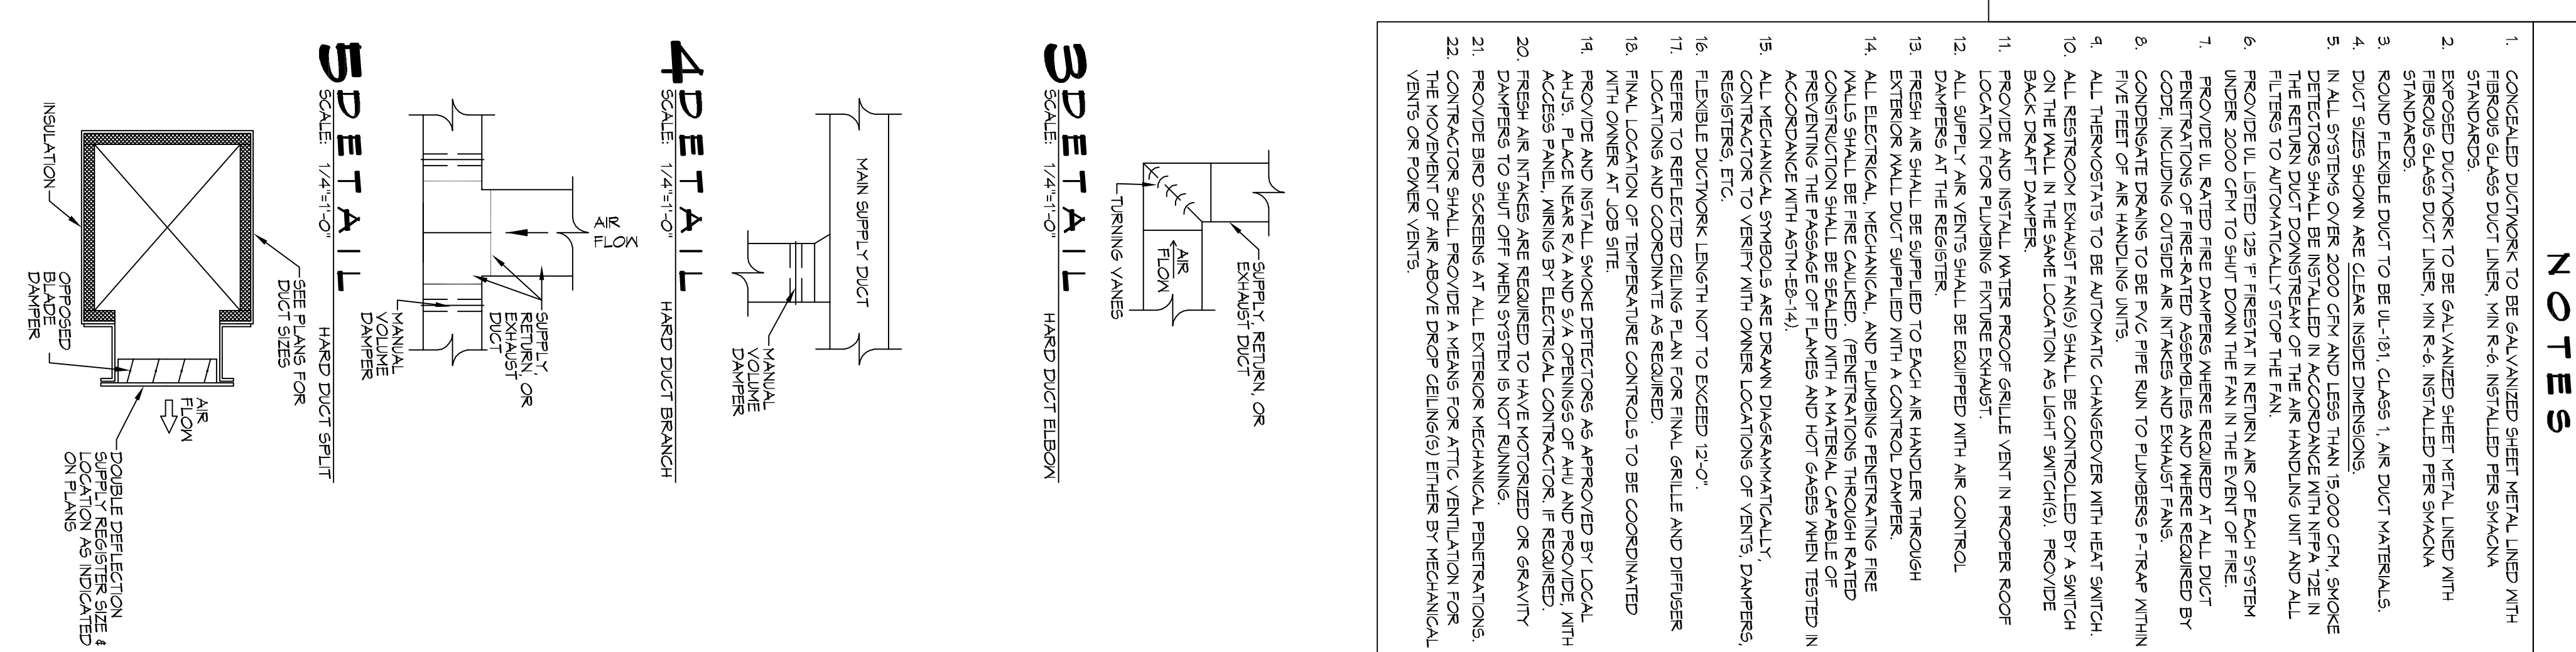 NOTES
1. CONCEALED DUCTWORK TO BE GALVANIZED SHEET METAL LINED WITH
FIBROUS GLASS DUCT LINER, MIN R-6. INSTALLED PER SMACNA
STANDARDS.
2. EXPOSED DUCTWORK TO BE GALVANIZED SHEET METAL LINED WITH
FIBROUS GLASS DUCT LINER, MIN R-6. INSTALLED PER SMACNA
STANDARDS.
3. ROUND FLEXIBLE DUCT TO BE UL-181, CLASS 1, AIR DUCT MATERIALS.
4. DUCT SIZES SHOWN ARE CLEAR INSIDE DIMENSIONS.
5. IN ALL SYSTEMS OVER 2000 CFM AND LESS THAN 15,000 CFM, SMOKE
DETECTORS SHALL BE INSTALLED IN ACCORDANCE WITH NFPA 72E IN
THE RETURN DUCT DOWNSTREAM OF THE AIR HANDLING UNIT AND ALL
FILTERS TO AUTOMATICALLY STOP THE FAN.
6. PROVIDE UL LISTED 125 °F FIRESTAT IN RETURN AIR OF EACH SYSTEM
UNDER 2000 CFM TO SHUT DOWN THE FAN IN THE EVENT OF FIRE.
7. PROVIDE UL RATED FIRE DAMPERS WHERE REQUIRED AT ALL DUCT
PENETRATIONS OF FIRE-RATED ASSEMBLIES AND WHERE REQUIRED BY
CODE, INCLUDING OUTSIDE AIR INTAKES AND EXHAUST FANS.
8. CONDENSATE DRAINS TO BE PVC PIPE RUN TO PLUMBERS P-TRAP WITHIN
FIVE FEET OF AIR HANDLING UNITS.
9. ALL THERMOSTATS TO BE AUTOMATIC CHANGEOVER WITH HEAT SWITCH.
10. ALL RESTROOM EXHAUST FAN(S) SHALL BE CONTROLLED BY A SWITCH
ON THE WALL IN THE SAME LOCATION AS LIGHT SWITCH(S). PROVIDE
BACK DRAFT DAMPER.
11. PROVIDE AND INSTALL WATER PROOF GRILLE VENT IN PROPER ROOF
LOCATION FOR PLUMBING FIXTURE EXHAUST.
12. ALL SUPPLY AIR VENTS SHALL BE EQUIPPED WITH AIR CONTROL
DAMPERS AT THE REGISTER.
13. FRESH AIR SHALL BE SUPPLIED TO EACH AIR HANDLER THROUGH
EXTERIOR WALL DUCT SUPPLIED WITH A CONTROL DAMPER.
14. ALL ELECTRICAL, MECHANICAL, AND PLUMBING PENETRATING FIRE
WALLS SHALL BE FIRE CAULKED. (PENETRATIONS THROUGH RATED
CONSTRUCTION SHALL BE SEALED WITH A MATERIAL CAPABLE OF
PREVENTING THE PASSAGE OF FLAMES AND HOT GASES WHEN TESTED IN
ACCORDANCE WITH ASTM-E8-14).
15. ALL MECHANICAL SYMBOLS ARE DRAWN DIAGRAMMATICALLY,
CONTRACTOR TO VERIFY WITH OWNER LOCATIONS OF VENTS, DAMPERS,
REGISTERS, ETC.
16. FLEXIBLE DUCTWORK LENGTH NOT TO EXCEED 12'-0".
17. REFER TO REFLECTED CEILING PLAN FOR FINAL GRILLE AND DIFFUSER
LOCATIONS AND COORDINATE AS REQUIRED.
18. FINAL LOCATION OF TEMPERATURE CONTROLS TO BE COORDINATED
WITH OWNER AT JOB SITE.
19. PROVIDE AND INSTALL SMOKE DETECTORS AS APPROVED BY LOCAL
AHJ'S. PLACE NEAR R/A AND S/A OPENINGS OF AHU AND PROVIDE, WITH
ACCESS PANEL, WIRING BY ELECTRICAL CONTRACTOR. IF REQUIRED.
20. FRESH AIR INTAKES ARE REQUIRED TO HAVE MOTORIZED OR GRAVITY
DAMPERS TO SHUT OFF WHEN SYSTEM IS NOT RUNNING.
21. PROVIDE BIRD SCREENS AT ALL EXTERIOR MECHANICAL PENETRATIONS.
22. CONTRACTOR SHALL PROVIDE A MEANS FOR ATTIC VENTILATION FOR
THE MOVEMENT OF AIR ABOVE DROP CEILING(S) EITHER BY MECHANICAL
VENTS OR POWER VENTS.
SUPPLY, RETURN, OR
EXHAUST DUCT
AIR
FLOW
TURNING VANES
3 DETAIL
SCALE: 1/4"=1'-0" HARD DUCT ELBOW
MAIN SUPPLY DUCT
MANUAL
VOLUME
DAMPER
4 DETAIL
SCALE: 1/4"=1'-0" HARD DUCT BRANCH
AIR
FLOW
SUPPLY,
RETURN, OR
EXHAUST
DUCT
MANUAL
VOLUME
DAMPER
5 DETAIL
SCALE: 1/4"=1'-0" HARD DUCT SPLIT
SEE PLANS FOR
DUCT SIZES
AIR
FLOW
INSULATION
OPPOSED
BLADE
DAMPER
DOUBLE DEFLECTION
SUPPLY REGISTER SIZE &
LOCATION AS INDICATED
ON PLANS